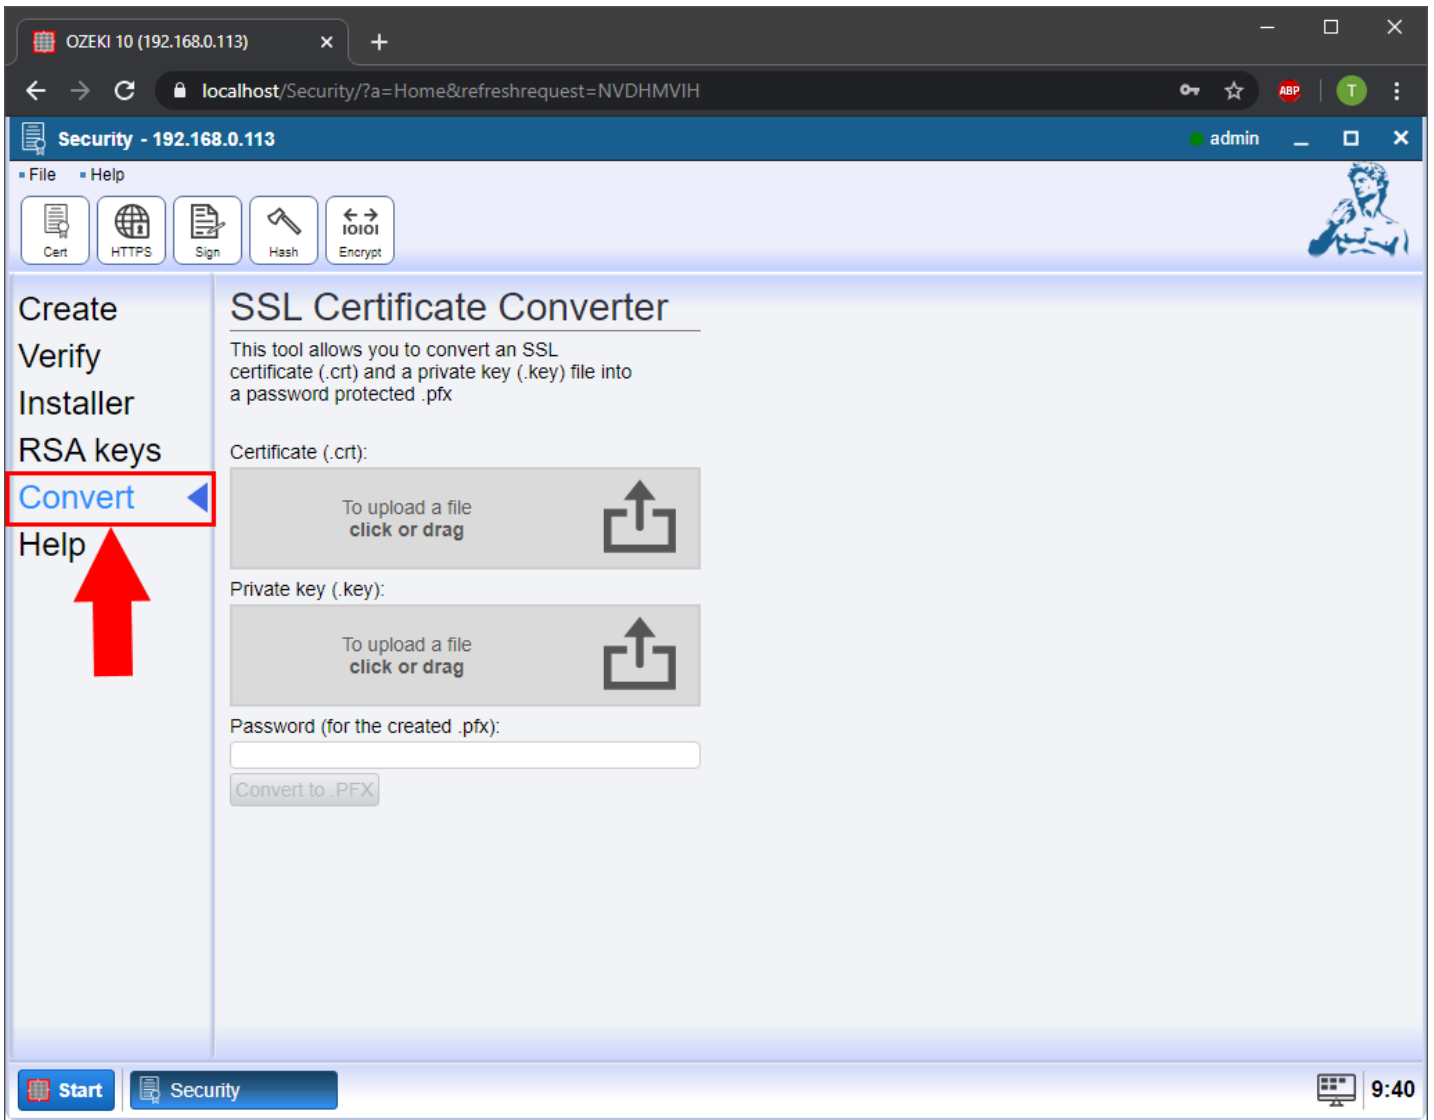 OZEKI 10 (192.168.0.113)
localhost/Security/?a=Home&refreshrequest=NVDHMVIH
ABP
T
Security - 192.168.0.113
admin
File
Help
Cert
HTTPS
Sign
Hash
IOIOI
Encrypt
Create
Verify
Installer
RSA keys
Convert
Help
SSL Certificate Converter
This tool allows you to convert an SSL
certificate (.crt) and a private key (.key) file into
a password protected .pfx
Certificate (.crt):
To upload a file
click or drag
Private key (.key):
To upload a file
click or drag
Password (for the created .pfx):
Convert to .PFX
Start
Security
9:40